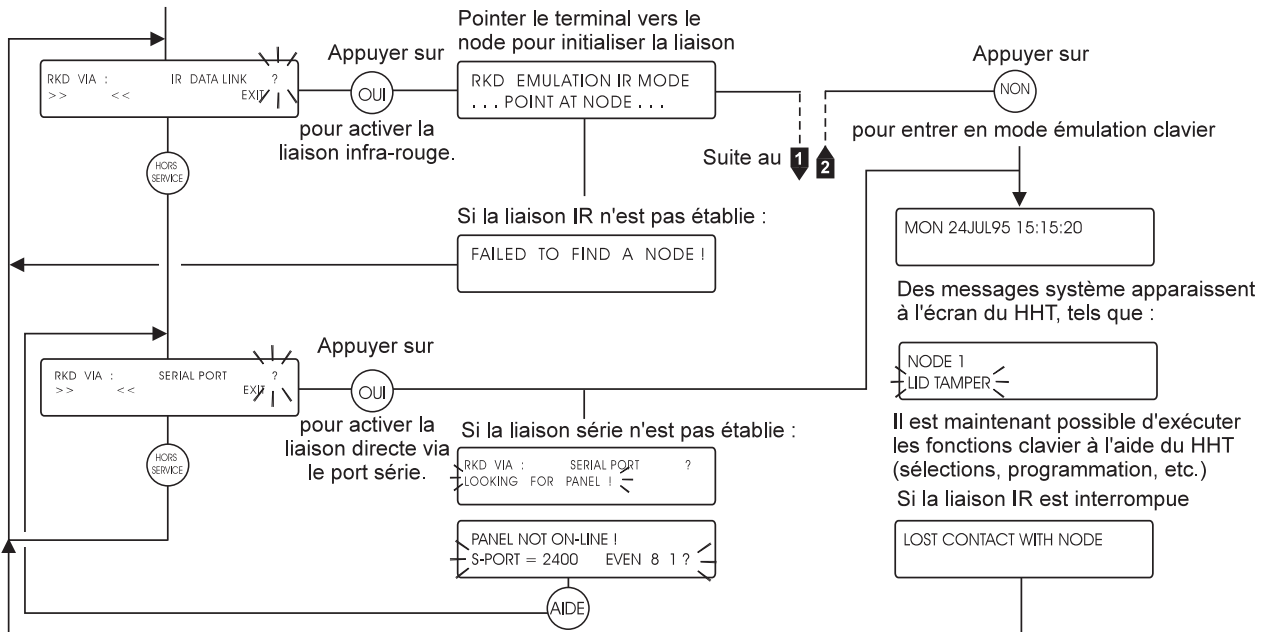 Pointer le terminal vers le
node pour initialiser la liaison
Appuyer sur
RKD VIA : IR DATA LINK ?
>> << EXIT
OUI
RKD EMULATION IR MODE
. . . POINT AT NODE . . .
pour activer la
liaison infra-rouge.
HORS
SERVICE
Suite au 1 2
Appuyer sur
NON
pour entrer en mode émulation clavier
Si la liaison IR n'est pas établie :
FAILED TO FIND A NODE !
MON 24JUL95 15:15:20
Des messages système apparaissent
à l'écran du HHT, tels que :
NODE 1
LID TAMPER
Il est maintenant possible d'exécuter
les fonctions clavier à l'aide du HHT
(sélections, programmation, etc.)
Si la liaison IR est interrompue
LOST CONTACT WITH NODE
Appuyer sur
RKD VIA : SERIAL PORT ?
>> << EXIT
OUI
pour activer la
liaison directe via
le port série.
HORS
SERVICE
Si la liaison série n'est pas établie :
RKD VIA : SERIAL PORT ?
LOOKING FOR PANEL !
PANEL NOT ON-LINE !
S-PORT = 2400 EVEN 8 1 ?
AIDE